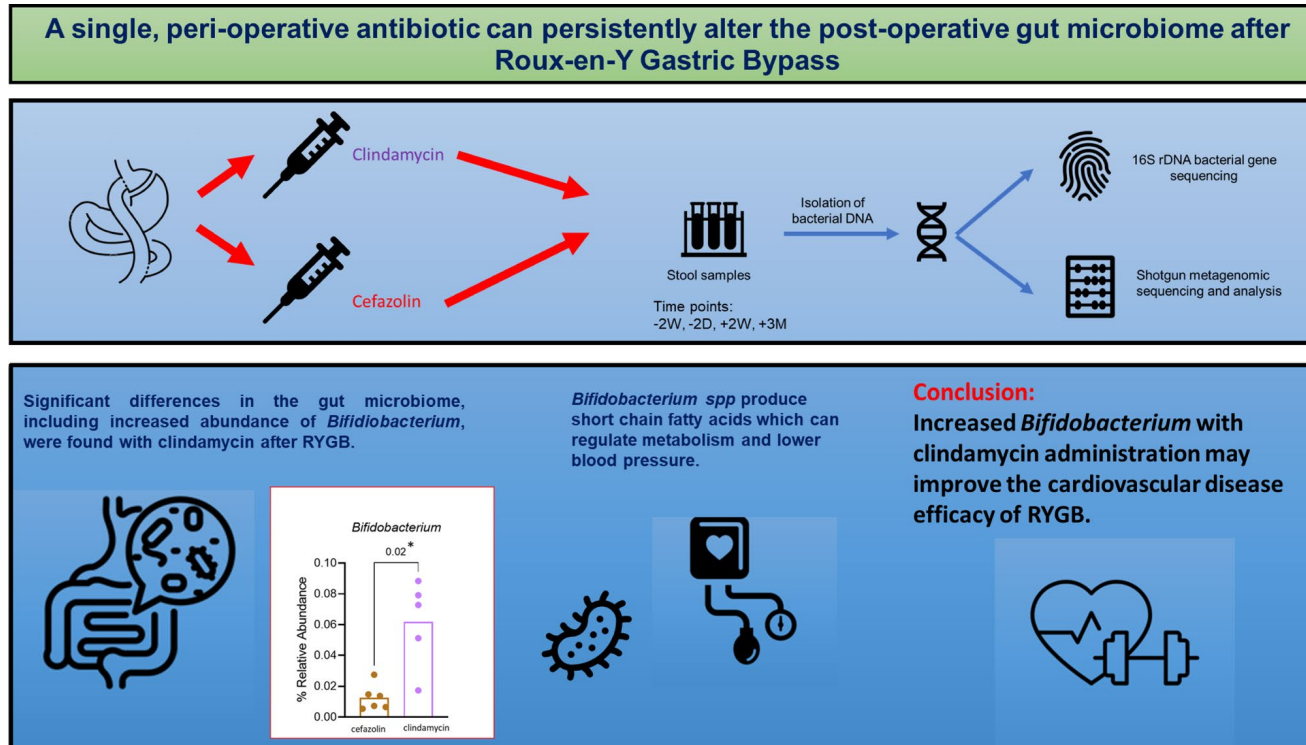 A single, peri-operative antibiotic can persistently alter the post-operative gut microbiome after
Roux-en-Y Gastric Bypass
Clindamycin
Cefazolin
Stool samples
Time points:
-2W, -2D, +2W, +3M
Isolation of
bacterial DNA
16S rDNA bacterial gene
sequencing
Shotgun metagenomic
sequencing and analysis
Significant differences in the gut microbiome,
including increased abundance of Bifidiobacterium,
were found with clindamycin after RYGB.
Bifidobacterium
0.02*
% Relative Abundance
0.10
0.08
0.06
0.04
0.02
0.00
cefazolin
clindamycin
Bifidobacterium spp produce
short chain fatty acids which can
regulate metabolism and lower
blood pressure.
Conclusion:
Increased Bifidobacterium with
clindamycin administration may
improve the cardiovascular disease
efficacy of RYGB.